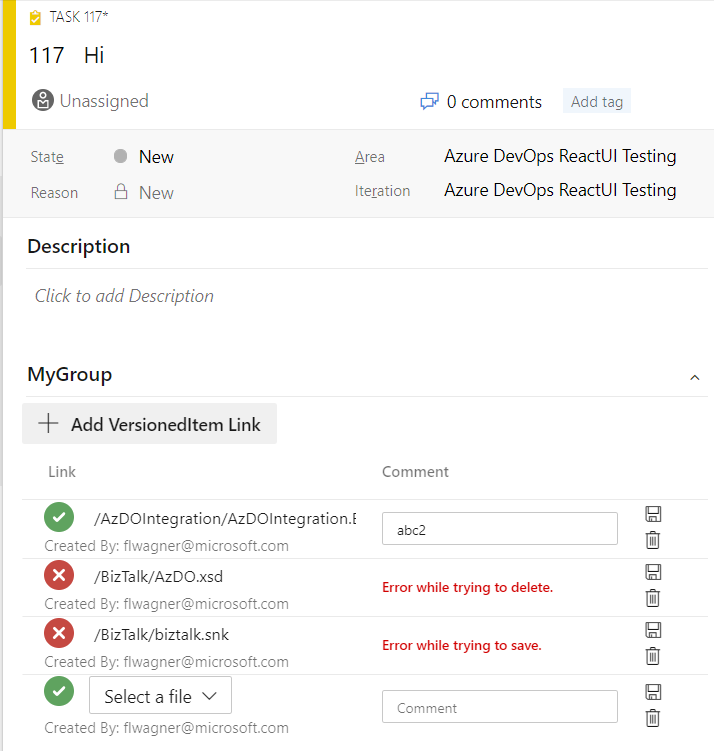 TASK 117*
117 Hi
Unassigned
0 comments
Add tag
State New
Area Azure DevOps ReactUI Testing
Reason New
Iteration Azure DevOps ReactUI Testing
Description
Click to add Description
MyGroup
Add VersionedItem Link
Link Comment
/AzDOIntegration/AzDOIntegration.E
abc2
Created By: flwagner@microsoft.com
/BizTalk/AzDO.xsd
Error while trying to delete.
Created By: flwagner@microsoft.com
/BizTalk/biztalk.snk
Error while trying to save.
Created By: flwagner@microsoft.com
Select a file
Comment
Created By: flwagner@microsoft.com